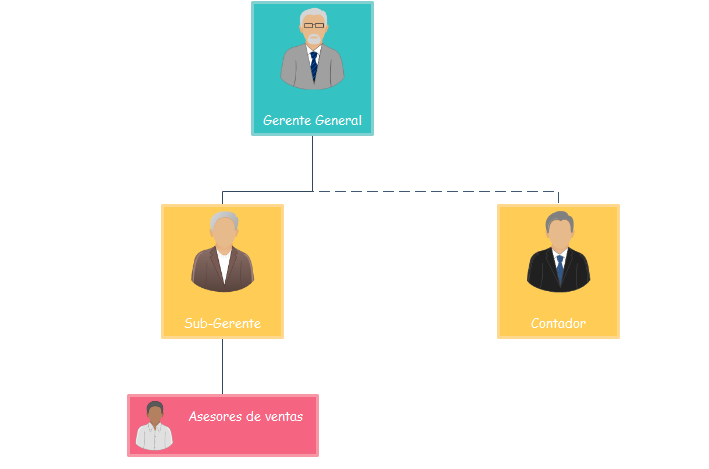 Gerente General
Sub-Gerente
Contador
Asesores de ventas